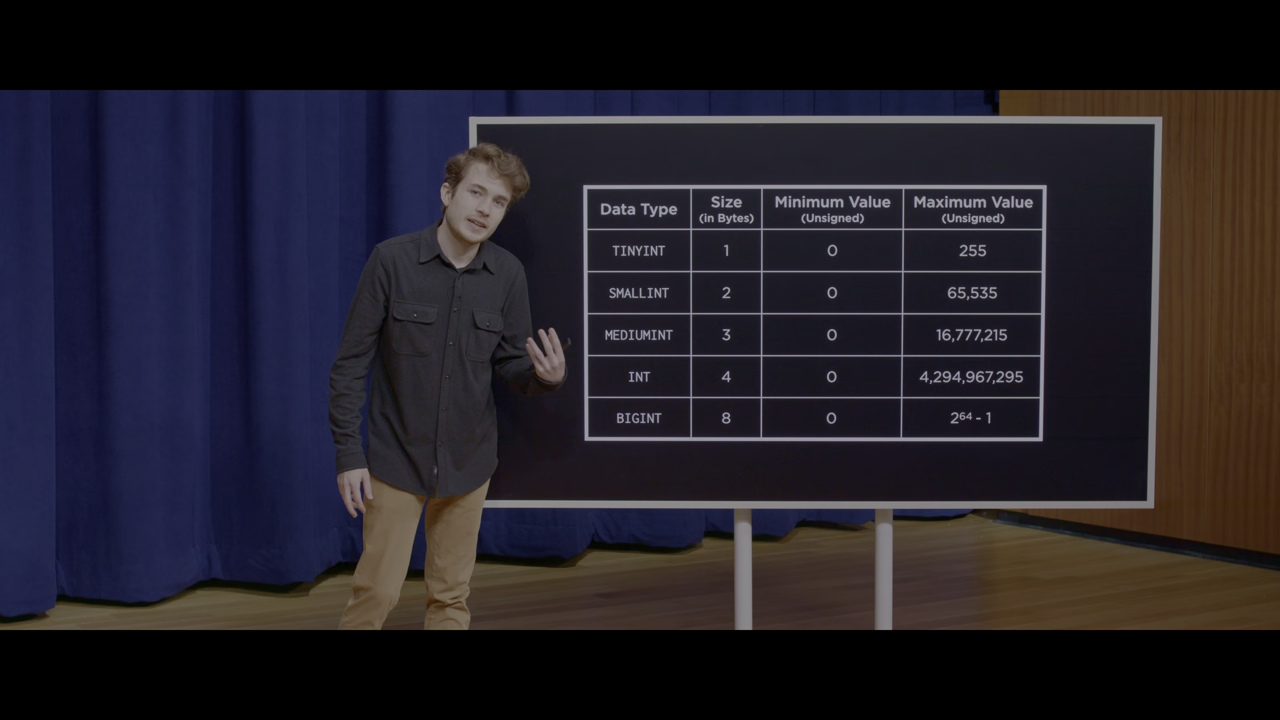 Data Type Size Minimum Value Maximum Value
(in Bytes) (Unsigned) (Unsigned)
TINYINT 1 0 255
SMALLINT 2 0 65,535
MEDIUMINT 3 0 16,777,215
INT 4 0 4,294,967,295
BIGINT 8 0 2⁶⁴ - 1